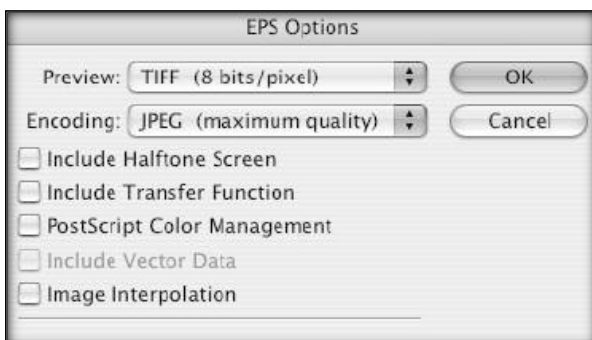 EPS Options
Preview: TIFF (8 bits/pixel) OK
Encoding: JPEG (maximum quality) Cancel
Include Halftone Screen
Include Transfer Function
PostScript Color Management
Include Vector Data
Image Interpolation